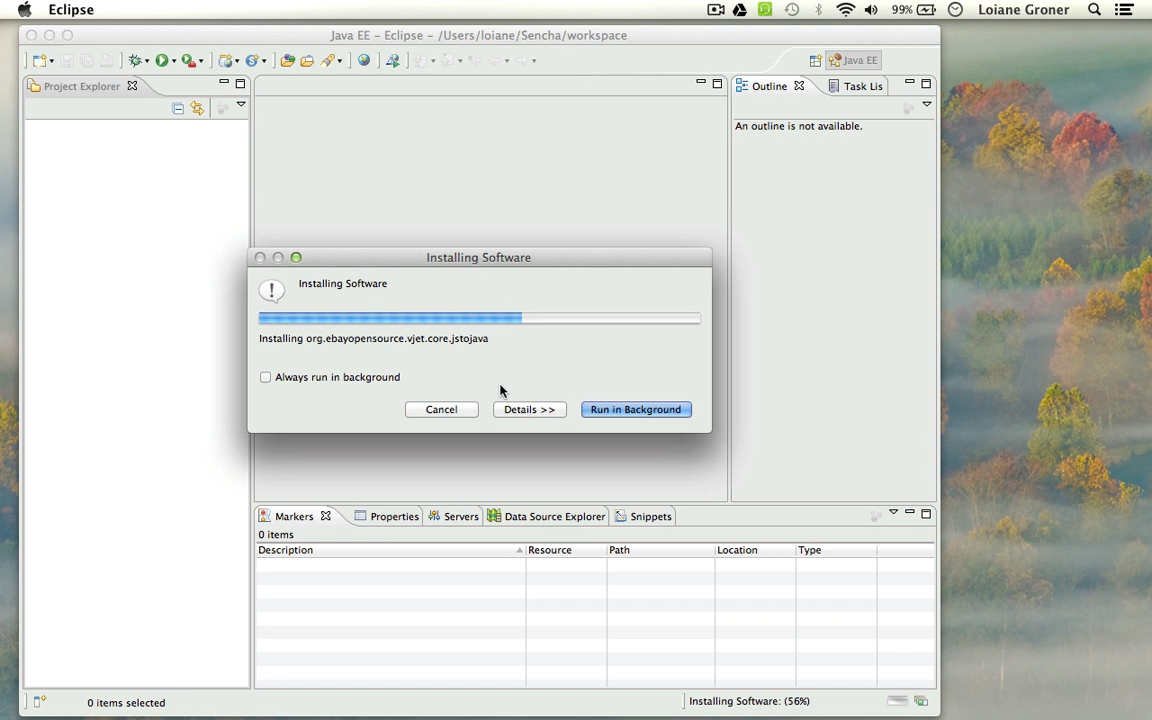 Eclipse
99%
Loiane Groner
Java EE – Eclipse – /Users/loiane/Sencha/workspace
Java EE
Project Explorer
Outline
Task Lis
An outline is not available.
Installing Software
Installing Software
Installing org.ebayopensource.vjet.core.jstojava
Always run in background
Cancel
Details >>
Run in Background
Markers
Properties
Servers
Data Source Explorer
Snippets
0 items
Description
Resource
Path
Location
Type
0 items selected
Installing Software: (56%)